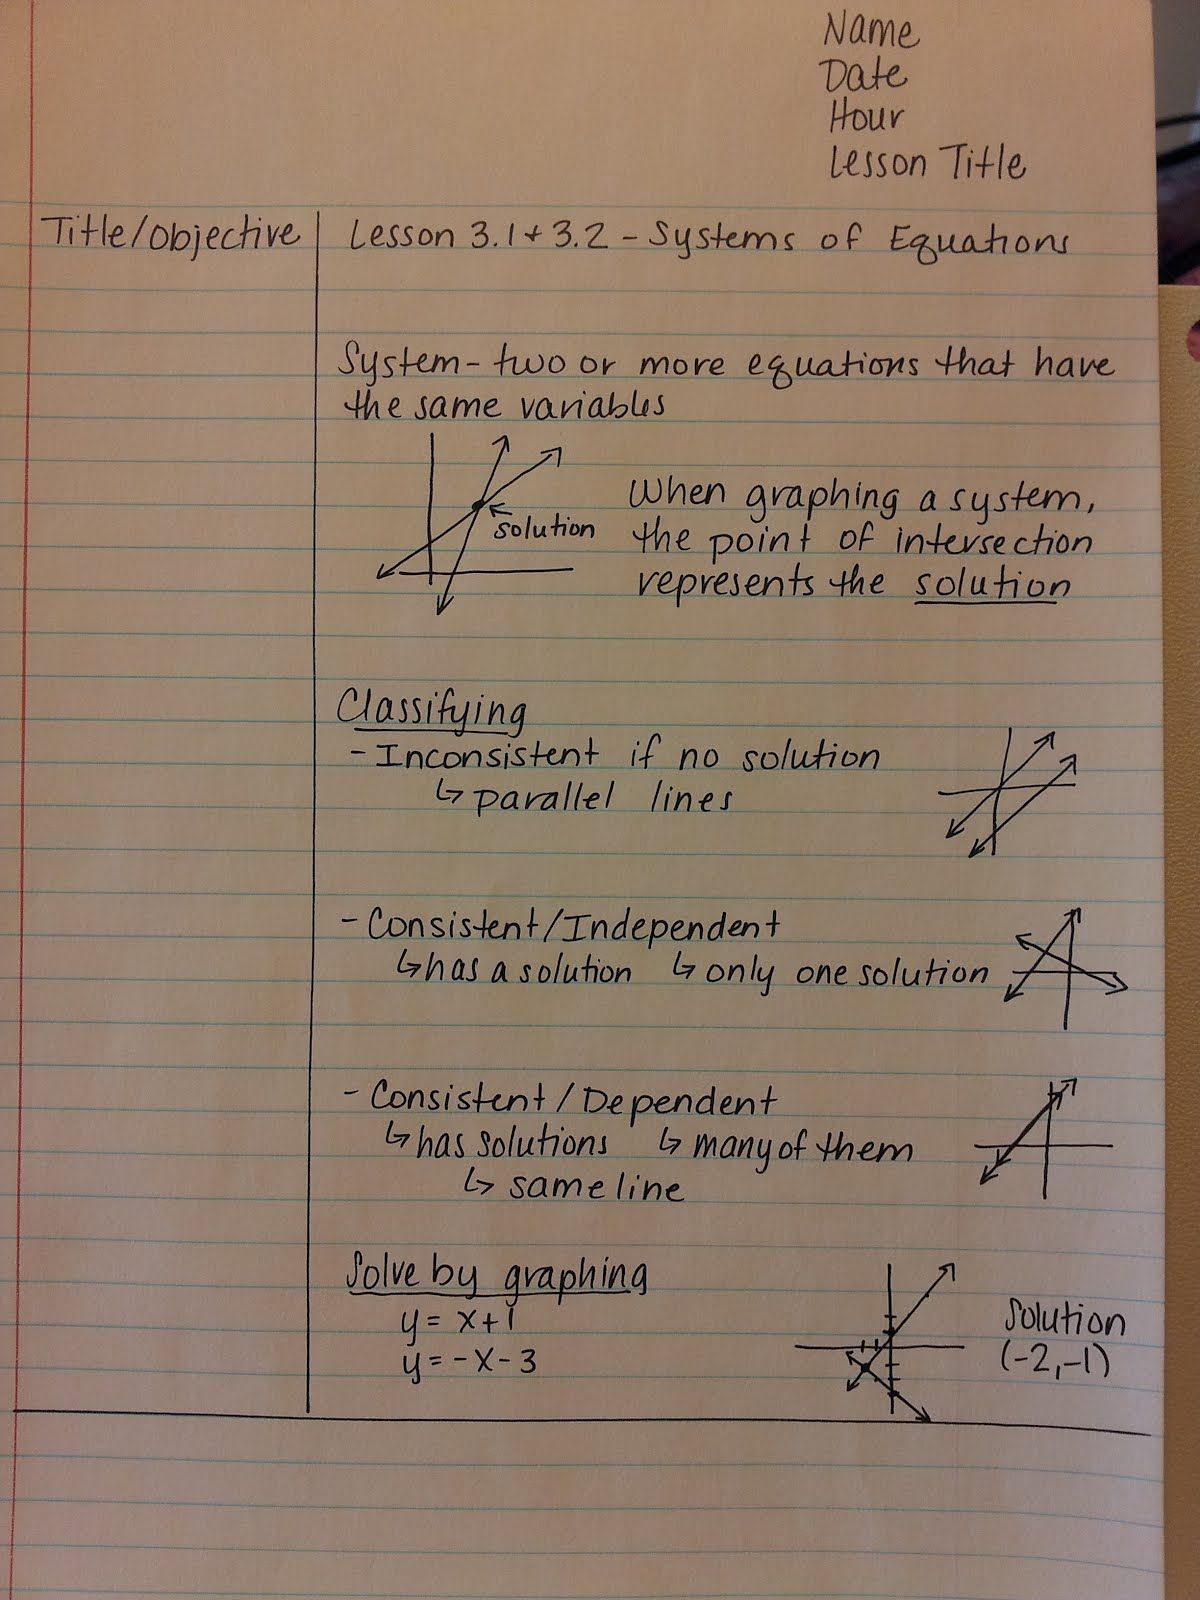 Name
Date
Hour
Lesson Title
Title/Objective
Lesson 3.1 + 3.2 - Systems of Equations
System - two or more equations that have
the same variables
solution
When graphing a system,
the point of intersection
represents the solution
Classifying
- Inconsistent if no solution
↳ parallel lines
- Consistent/Independent
↳ has a solution ↳ only one solution
- Consistent/Dependent
↳ has solutions ↳ many of them
↳ same line
Solve by graphing
y = x + 1
y = -x - 3
Solution
(-2, -1)